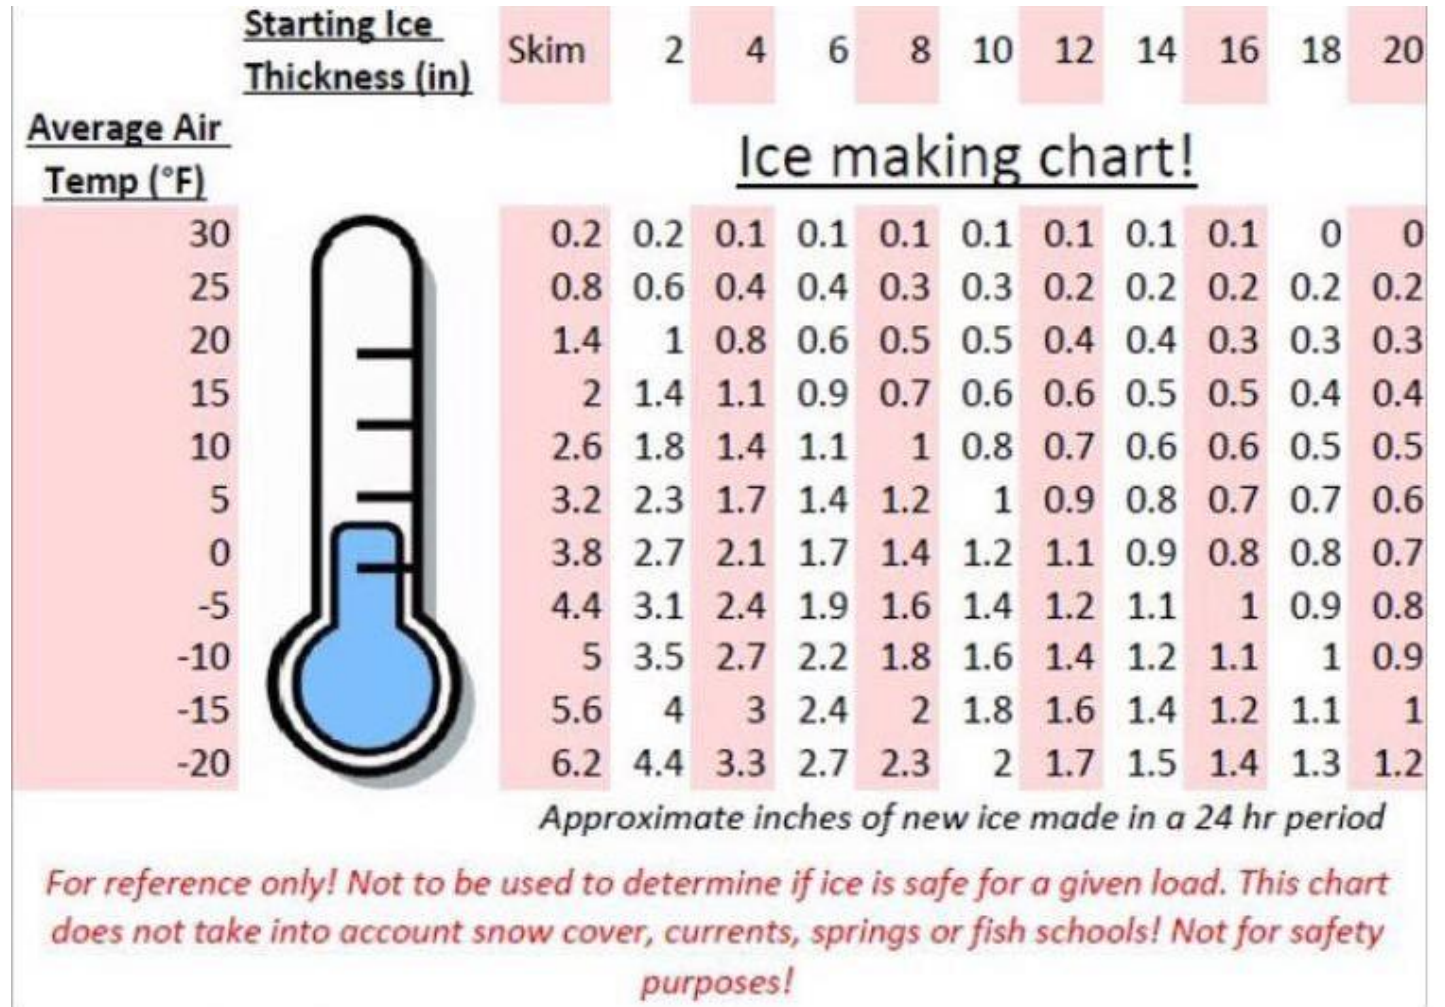 Starting Ice
Thickness (in) Skim 2 4 6 8 10 12 14 16 18 20
Average Air
Temp (°F)
Ice making chart!
30 0.2 0.2 0.1 0.1 0.1 0.1 0.1 0.1 0.1 0 0
25 0.8 0.6 0.4 0.4 0.3 0.3 0.2 0.2 0.2 0.2 0.2
20 1.4 1 0.8 0.6 0.5 0.5 0.4 0.4 0.3 0.3 0.3
15 2 1.4 1.1 0.9 0.7 0.6 0.6 0.5 0.5 0.4 0.4
10 2.6 1.8 1.4 1.1 1 0.8 0.7 0.6 0.6 0.5 0.5
5 3.2 2.3 1.7 1.4 1.2 1 0.9 0.8 0.7 0.7 0.6
0 3.8 2.7 2.1 1.7 1.4 1.2 1.1 0.9 0.8 0.8 0.7
-5 4.4 3.1 2.4 1.9 1.6 1.4 1.2 1.1 1 0.9 0.8
-10 5 3.5 2.7 2.2 1.8 1.6 1.4 1.2 1.1 1 0.9
-15 5.6 4 3 2.4 2 1.8 1.6 1.4 1.2 1.1 1
-20 6.2 4.4 3.3 2.7 2.3 2 1.7 1.5 1.4 1.3 1.2
Approximate inches of new ice made in a 24 hr period
For reference only! Not to be used to determine if ice is safe for a given load. This chart
does not take into account snow cover, currents, springs or fish schools! Not for safety
purposes!